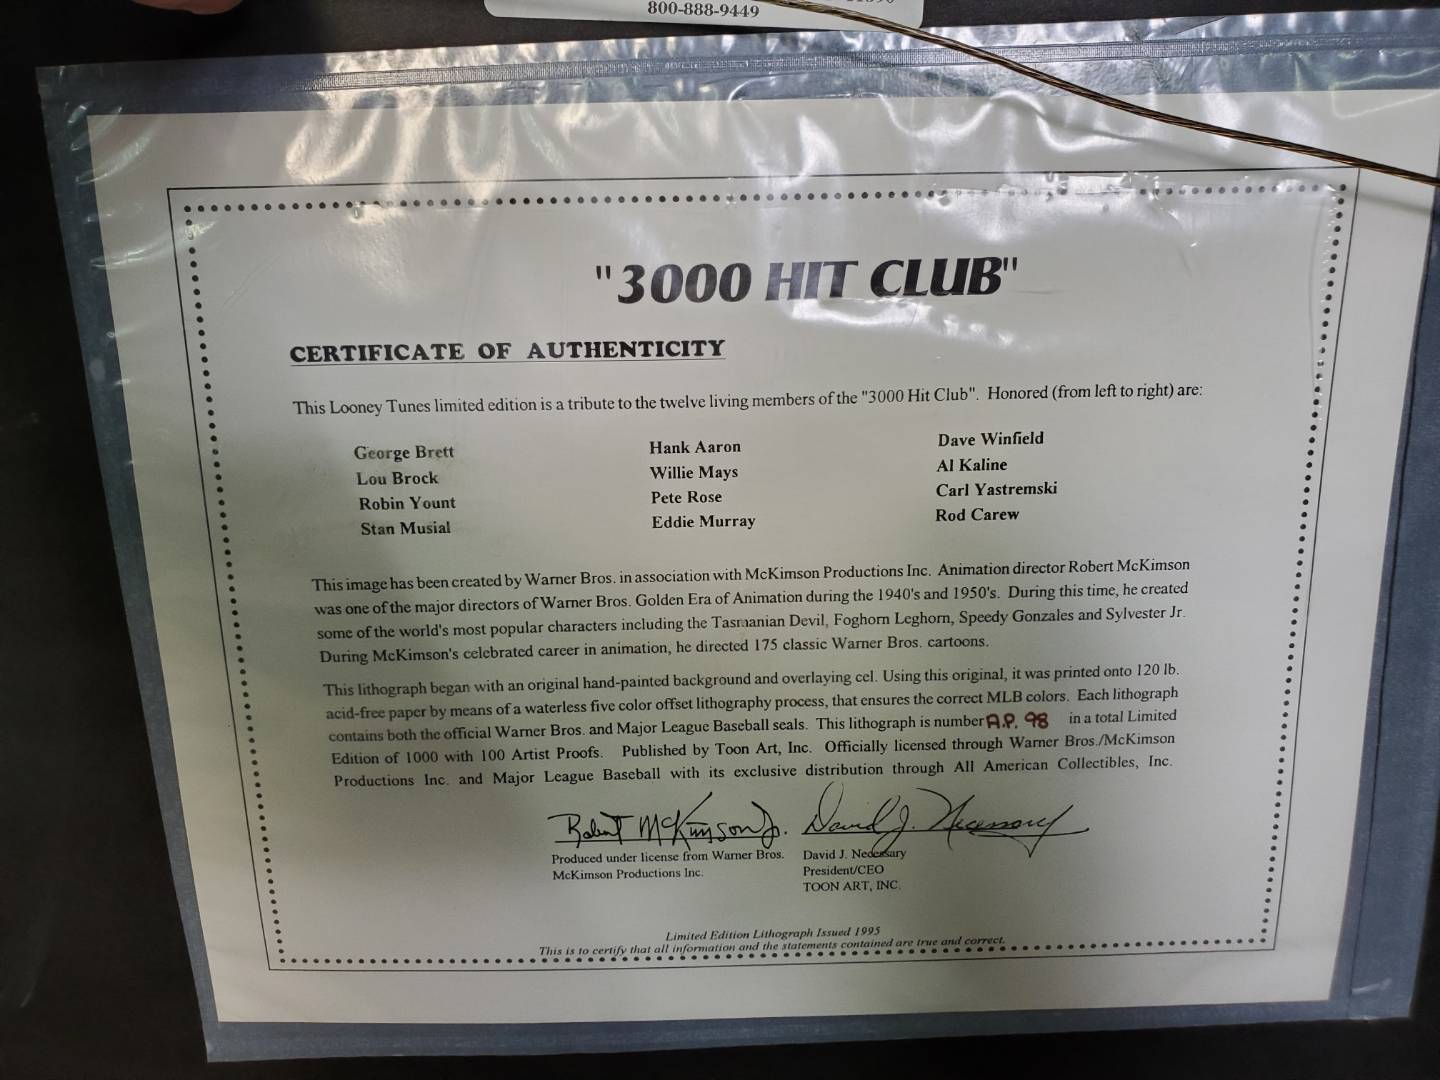 800-888-9449
"3000 HIT CLUB"
CERTIFICATE OF AUTHENTICITY
This Looney Tunes limited edition is a tribute to the twelve living members of the "3000 Hit Club". Honored (from left to right) are:
George Brett
Lou Brock
Robin Yount
Stan Musial
Hank Aaron
Willie Mays
Pete Rose
Eddie Murray
Dave Winfield
Al Kaline
Carl Yastremski
Rod Carew
This image has been created by Warner Bros. in association with McKimson Productions Inc. Animation director Robert McKimson
was one of the major directors of Warner Bros. Golden Era of Animation during the 1940's and 1950's. During this time, he created
some of the world's most popular characters including the Tasmanian Devil, Foghorn Leghorn, Speedy Gonzales and Sylvester Jr.
During McKimson's celebrated career in animation, he directed 175 classic Warner Bros. cartoons.
This lithograph began with an original hand-painted background and overlaying cel. Using this original, it was printed onto 120 lb.
acid-free paper by means of a waterless five color offset lithography process, that ensures the correct MLB colors. Each lithograph
contains both the official Warner Bros. and Major League Baseball seals. This lithograph is number A.P. 98 in a total Limited
Edition of 1000 with 100 Artist Proofs. Published by Toon Art, Inc. Officially licensed through Warner Bros./McKimson
Productions Inc. and Major League Baseball with its exclusive distribution through All American Collectibles, Inc.
Robert McKimson Jr. David J. Necessary
Produced under license from Warner Bros.
McKimson Productions Inc.
David J. Necessary
President/CEO
TOON ART, INC.
Limited Edition Lithograph Issued 1995
This is to certify that all information and the statements contained are true and correct.